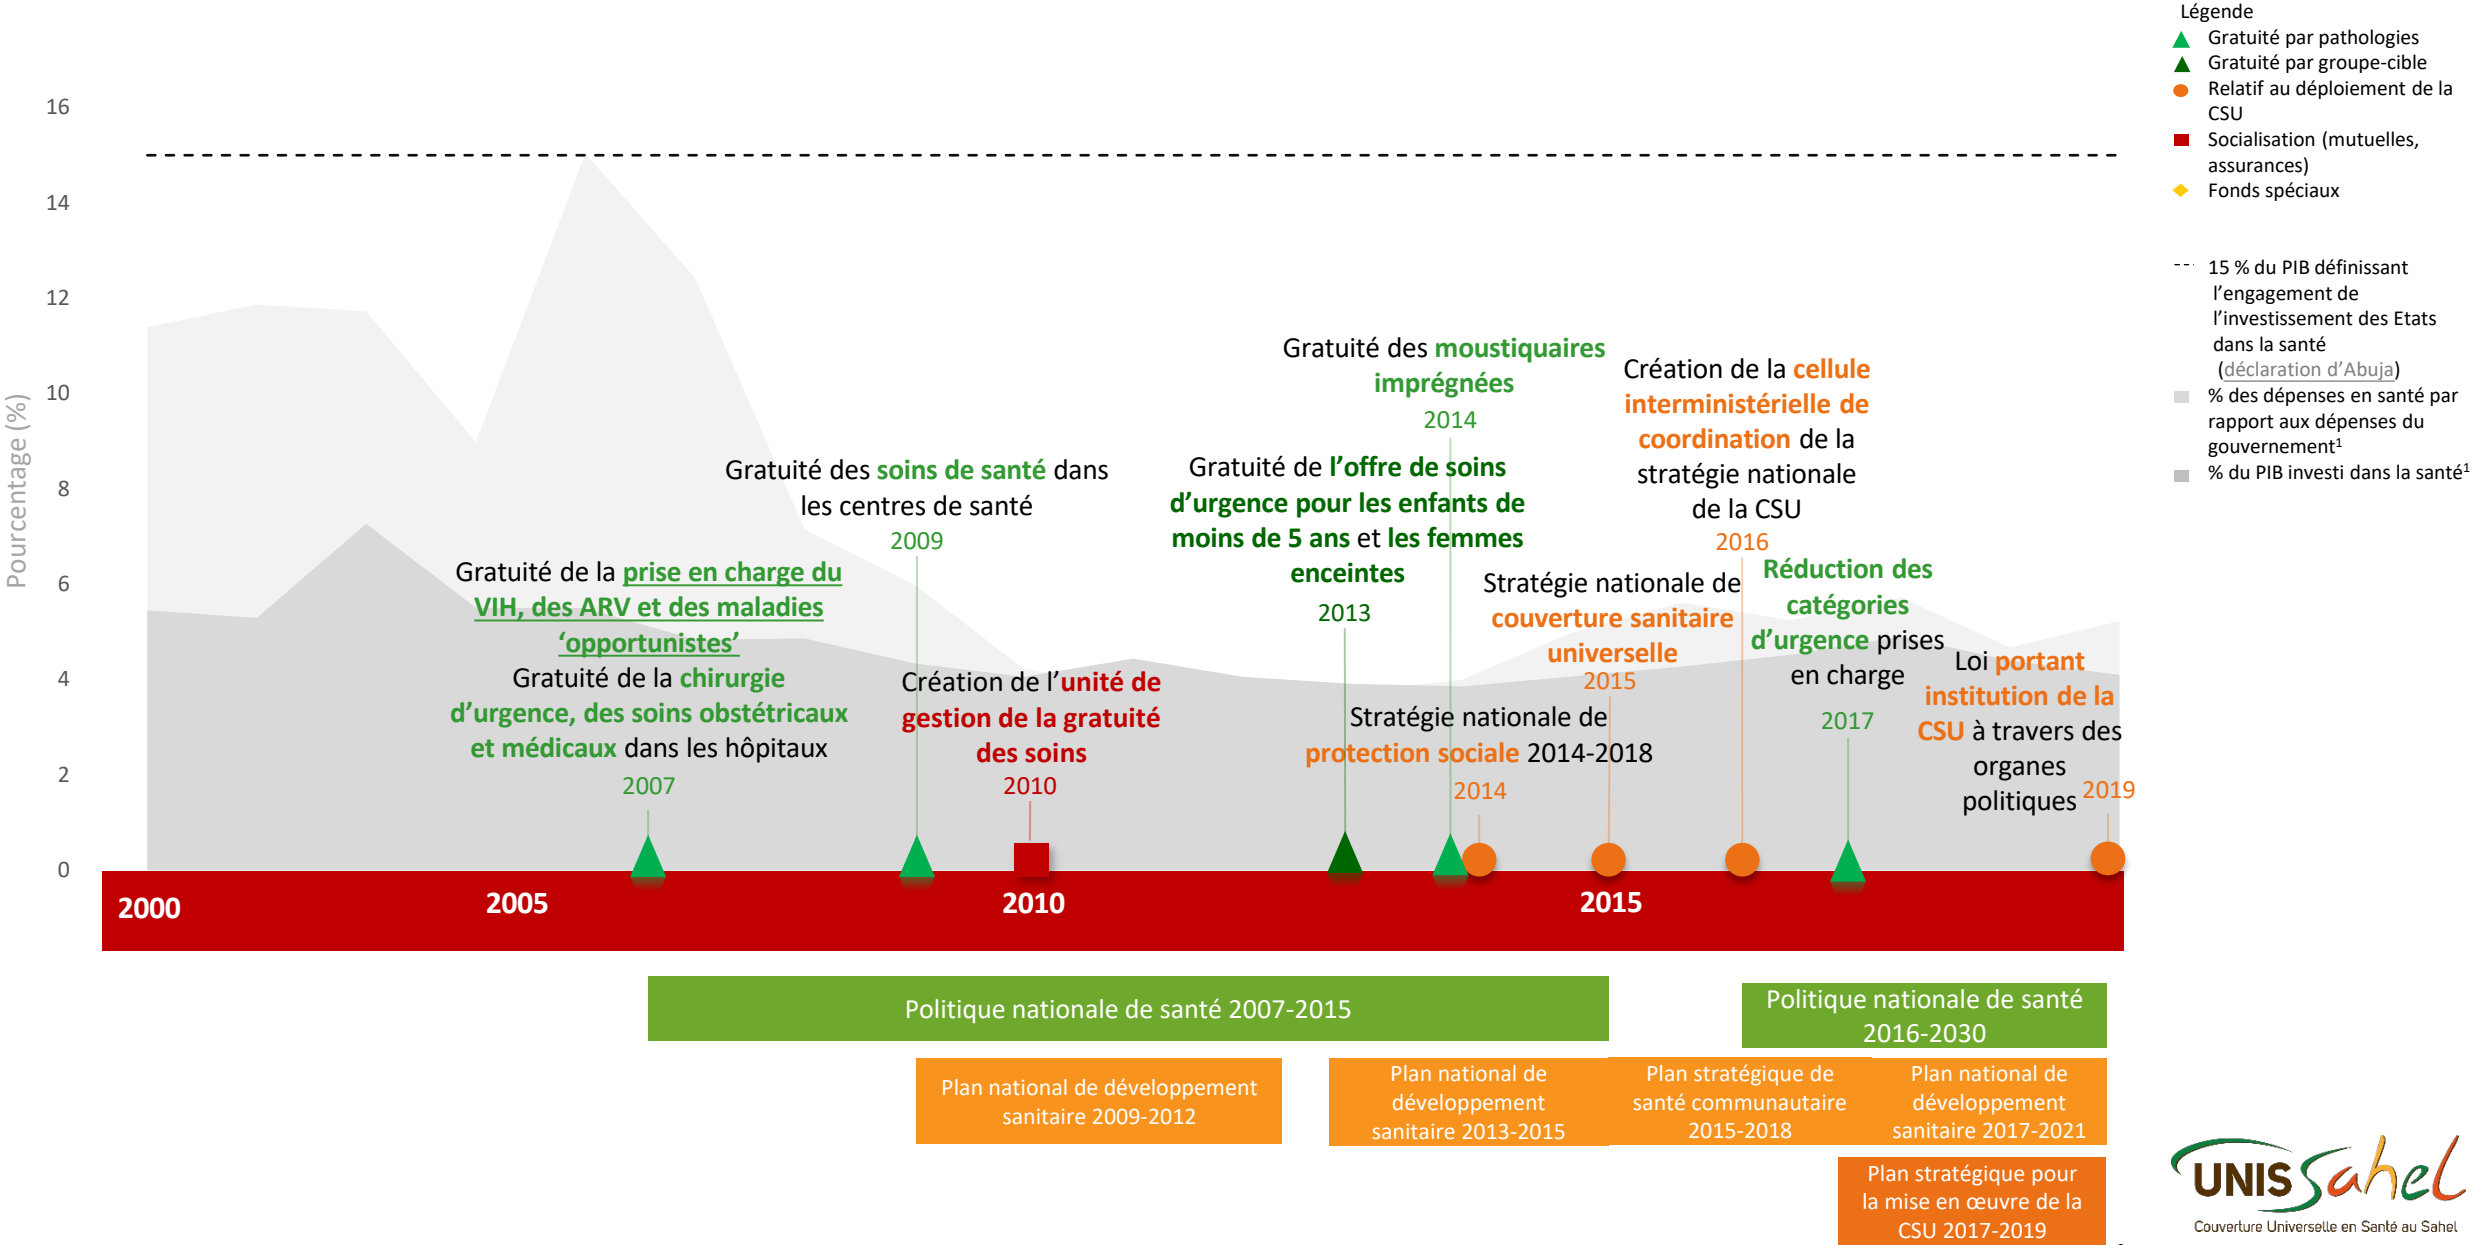 Légende
Gratuité par pathologies
Gratuité par groupe-cible
Relatif au déploiement de la
CSU
Socialisation (mutuelles,
assurances)
Fonds spéciaux
15 % du PIB définissant
l’engagement de
l’investissement des Etats
dans la santé
(déclaration d’Abuja)
% des dépenses en santé par
rapport aux dépenses du
gouvernement¹
% du PIB investi dans la santé¹
Pourcentage (%)
16
14
12
10
8
6
4
2
0
Gratuité de la prise en charge du
VIH, des ARV et des maladies
‘opportunistes’
Gratuité de la chirurgie
d’urgence, des soins obstétricaux
et médicaux dans les hôpitaux
2007
Gratuité des soins de santé dans
les centres de santé
2009
Création de l’unité de
gestion de la gratuité
des soins
2010
Gratuité de l’offre de soins
d’urgence pour les enfants de
moins de 5 ans et les femmes
enceintes
2013
Gratuité des moustiquaires
imprégnées
2014
Stratégie nationale de
protection sociale 2014-2018
2014
Stratégie nationale de
couverture sanitaire
universelle
2015
Création de la cellule
interministérielle de
coordination de la
stratégie nationale
de la CSU
2016
Réduction des
catégories
d’urgence prises
en charge
2017
Loi portant
institution de la
CSU à travers des
organes
politiques
2019
2000
2005
2010
2015
Politique nationale de santé 2007-2015
Politique nationale de santé
2016-2030
Plan national de développement
sanitaire 2009-2012
Plan national de
développement
sanitaire 2013-2015
Plan stratégique de
santé communautaire
2015-2018
Plan national de
développement
sanitaire 2017-2021
Plan stratégique pour
la mise en œuvre de la
CSU 2017-2019
UNISSahel
Couverture Universelle en Santé au Sahel